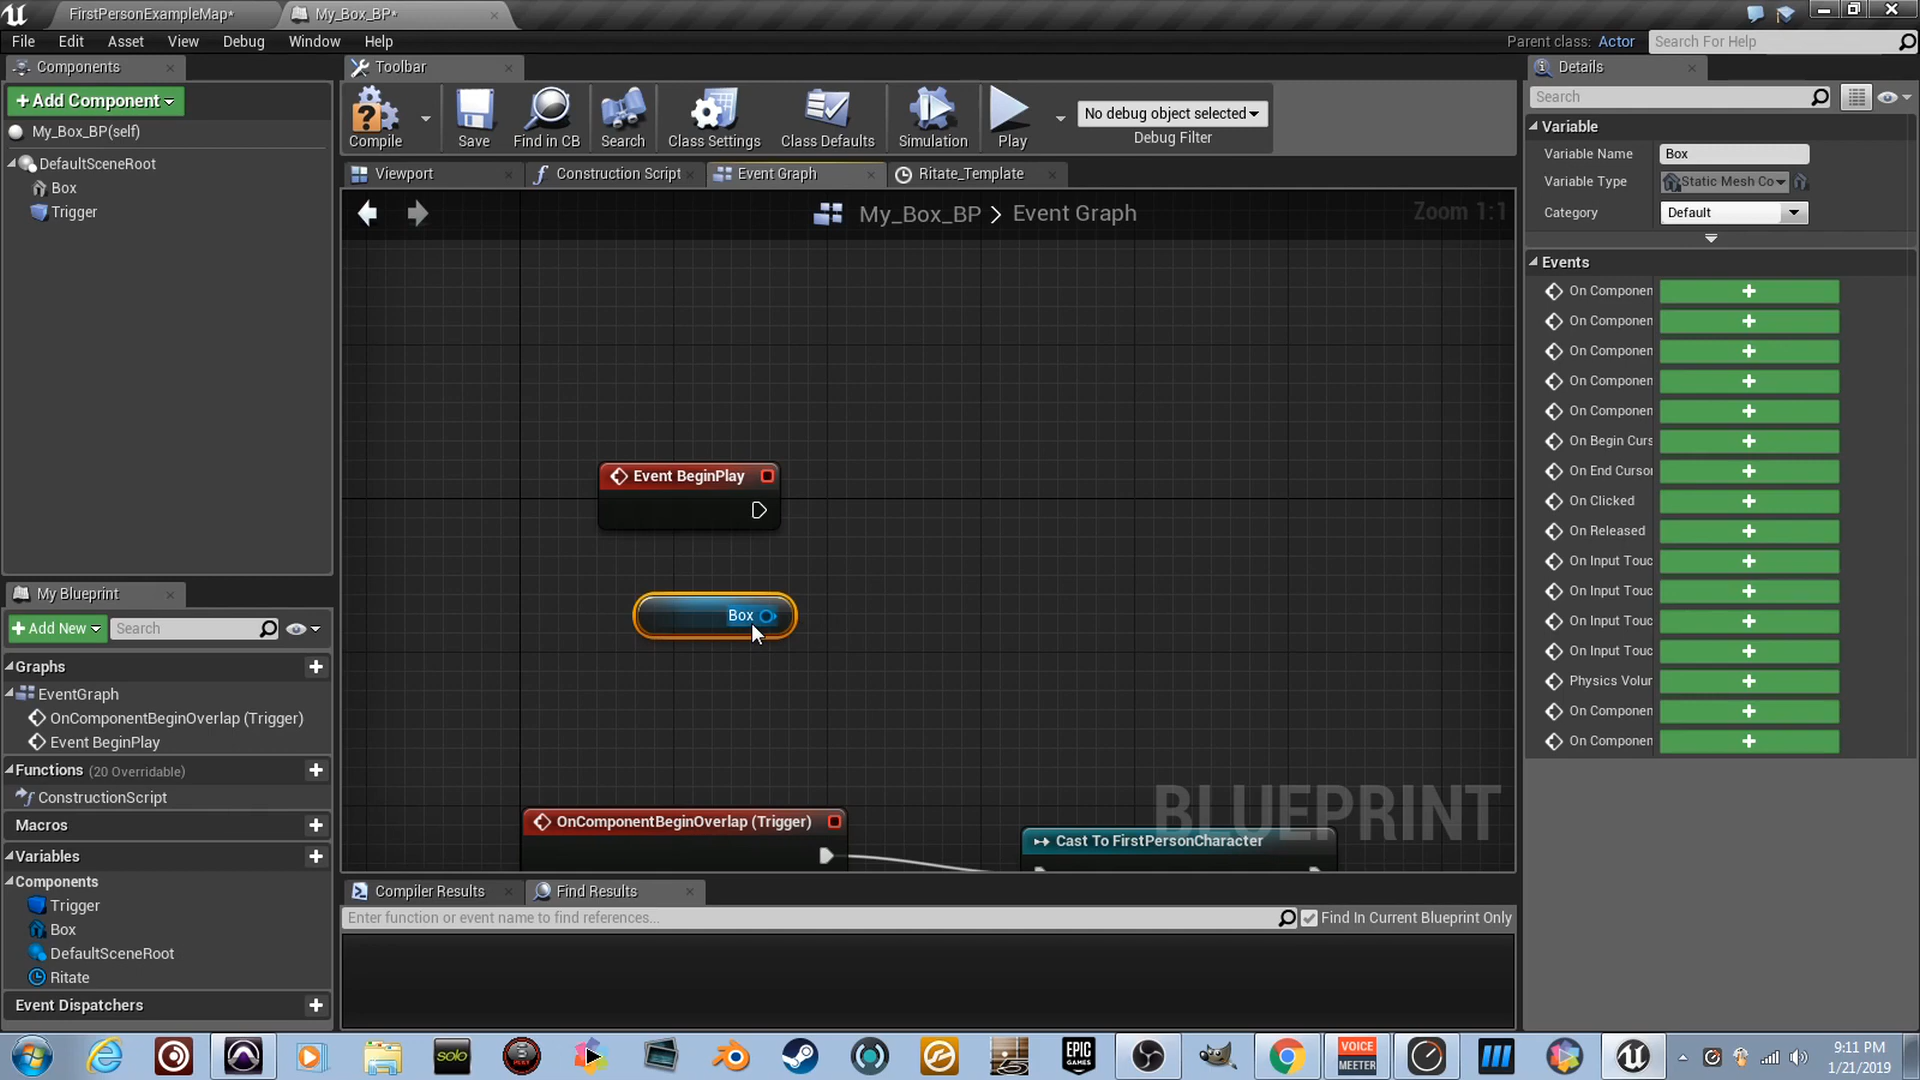 FirstPersonExampleMap*
My_Box_BP*
File Edit Asset View Debug Window Help
Parent class: Actor
Search For Help
Components
Toolbar
Details
+Add Component
My_Box_BP(self)
DefaultSceneRoot
Box
Trigger
Compile
Save
Find in CB
Search
Class Settings
Class Defaults
Simulation
Play
No debug object selected
Debug Filter
Viewport
Construction Script
Event Graph
Ritate_Template
My_Box_BP > Event Graph
Zoom 1:1
Event BeginPlay
Box
OnComponentBeginOverlap (Trigger)
Cast To FirstPersonCharacter
BLUEPRINT
Search
Variable
Variable Name Box
Variable Type Static Mesh Co
Category Default
Events
On Componen
On Componen
On Componen
On Componen
On Componen
On Begin Curs
On End Cursor
On Clicked
On Released
On Input Touc
On Input Touc
On Input Touc
On Input Touc
Physics Volur
On Componen
On Componen
My Blueprint
+Add New
Search
Graphs
EventGraph
OnComponentBeginOverlap (Trigger)
Event BeginPlay
Functions (20 Overridable)
ConstructionScript
Macros
Variables
Components
Trigger
Box
DefaultSceneRoot
Ritate
Event Dispatchers
Compiler Results
Find Results
Enter function or event name to find references...
Find In Current Blueprint Only
solo
EPIC
GAMES
VOICE
MEETER
9:11 PM
1/21/2019